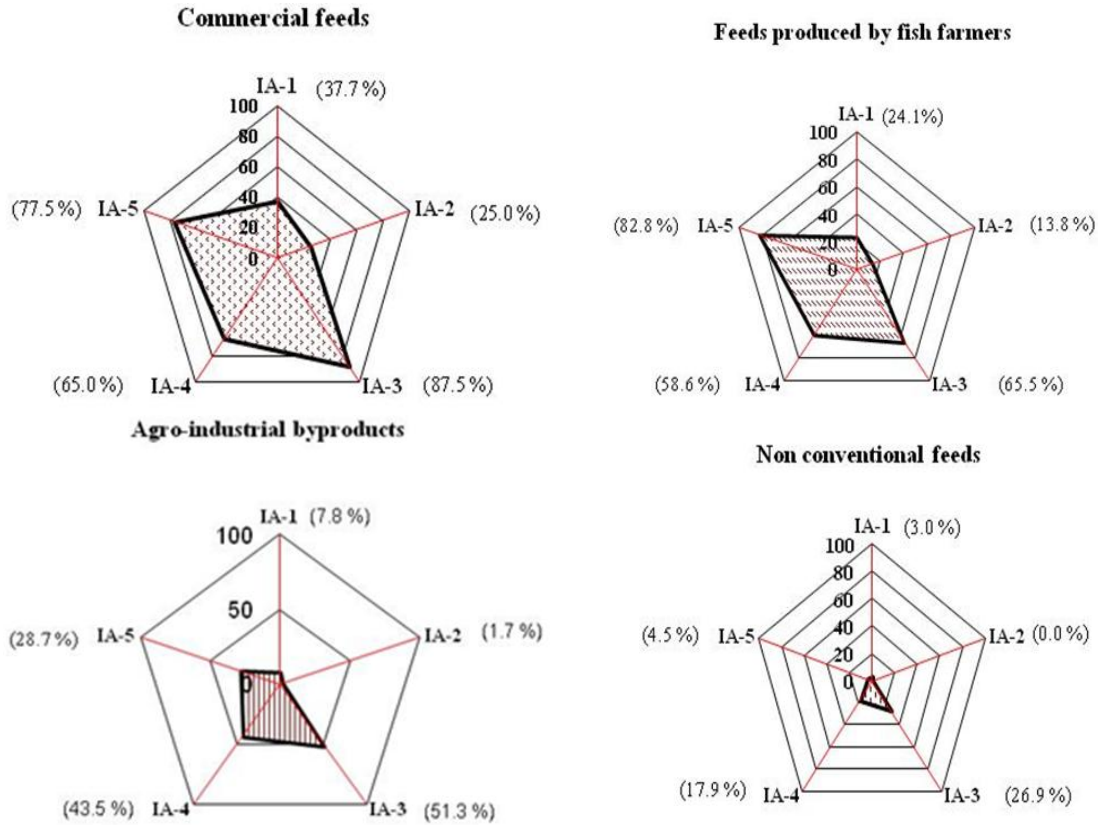 Commercial feeds
IA-1 (37.7%)
100
80
60
40
20
0
IA-2 (25.0%)
IA-3 (87.5%)
IA-4 (65.0%)
IA-5 (77.5%)
Feeds produced by fish farmers
IA-1 (24.1%)
100
80
60
40
20
0
IA-2 (13.8%)
IA-3 (65.5%)
IA-4 (58.6%)
IA-5 (82.8%)
Agro-industrial byproducts
IA-1 (7.8 %)
100
50
0
IA-2 (1.7 %)
IA-3 (51.3 %)
IA-4 (43.5 %)
IA-5 (28.7%)
Non conventional feeds
IA-1 (3.0 %)
100
80
60
40
20
0
IA-2 (0.0 %)
IA-3 (26.9 %)
IA-4 (17.9 %)
IA-5 (4.5 %)